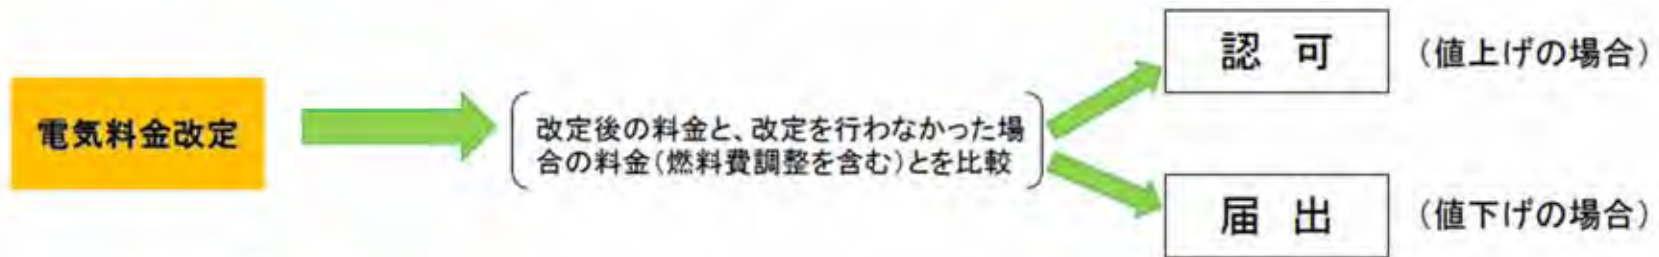 電気料金改定
改定後の料金と、改定を行わなかった場
合の料金(燃料費調整を含む)とを比較
認 可
(値上げの場合)
届 出
(値下げの場合)